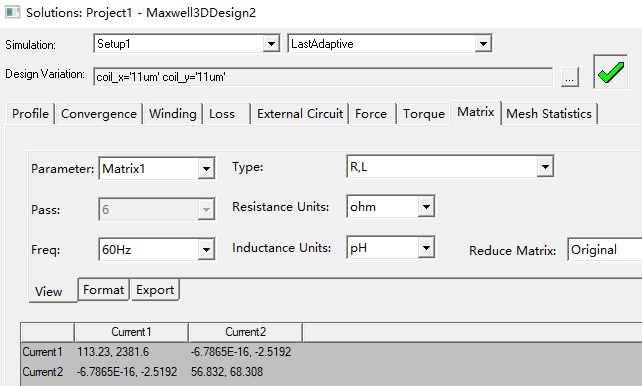 Solutions: Project1 - Maxwell3DDesign2
Simulation: Setup1 LastAdaptive
Design Variation: coil_x='11um' coil_y='11um' ...
Profile Convergence Winding Loss External Circuit Force Torque Matrix Mesh Statistics
Parameter: Matrix1 Type: R,L
Pass: 6 Resistance Units: ohm
Freq: 60Hz Inductance Units: pH Reduce Matrix: Original
View Format Export
Current1 Current2
Current1 113.23, 2381.6 -6.7865E-16, -2.5192
Current2 -6.7865E-16, -2.5192 56.832, 68.308